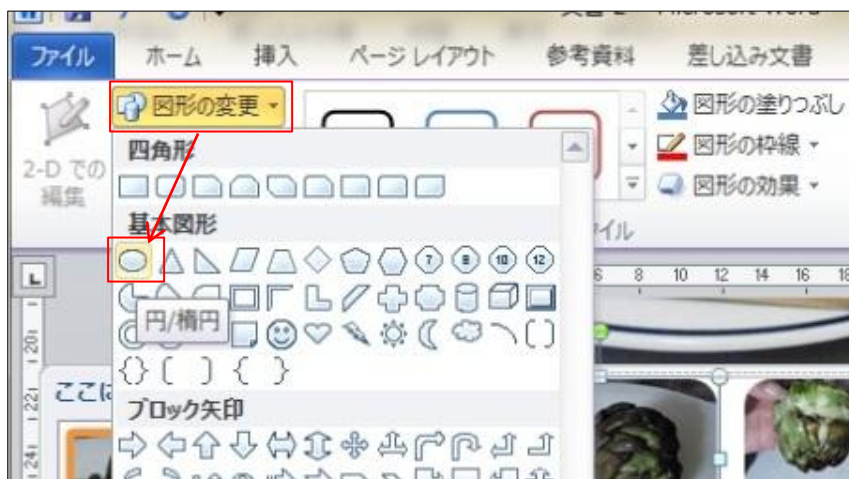 ファイル ホーム 挿入 ページ レイアウト 参考資料 差し込み文書
図形の変更
図形の塗りつぶし
2-D での
編集
図形の枠線
図形の効果
四角形
基本図形
7 8 10 12
円/楕円
ブロック矢印
イル
L
6 8 10 12 14 16 18
20
22
24
ここに